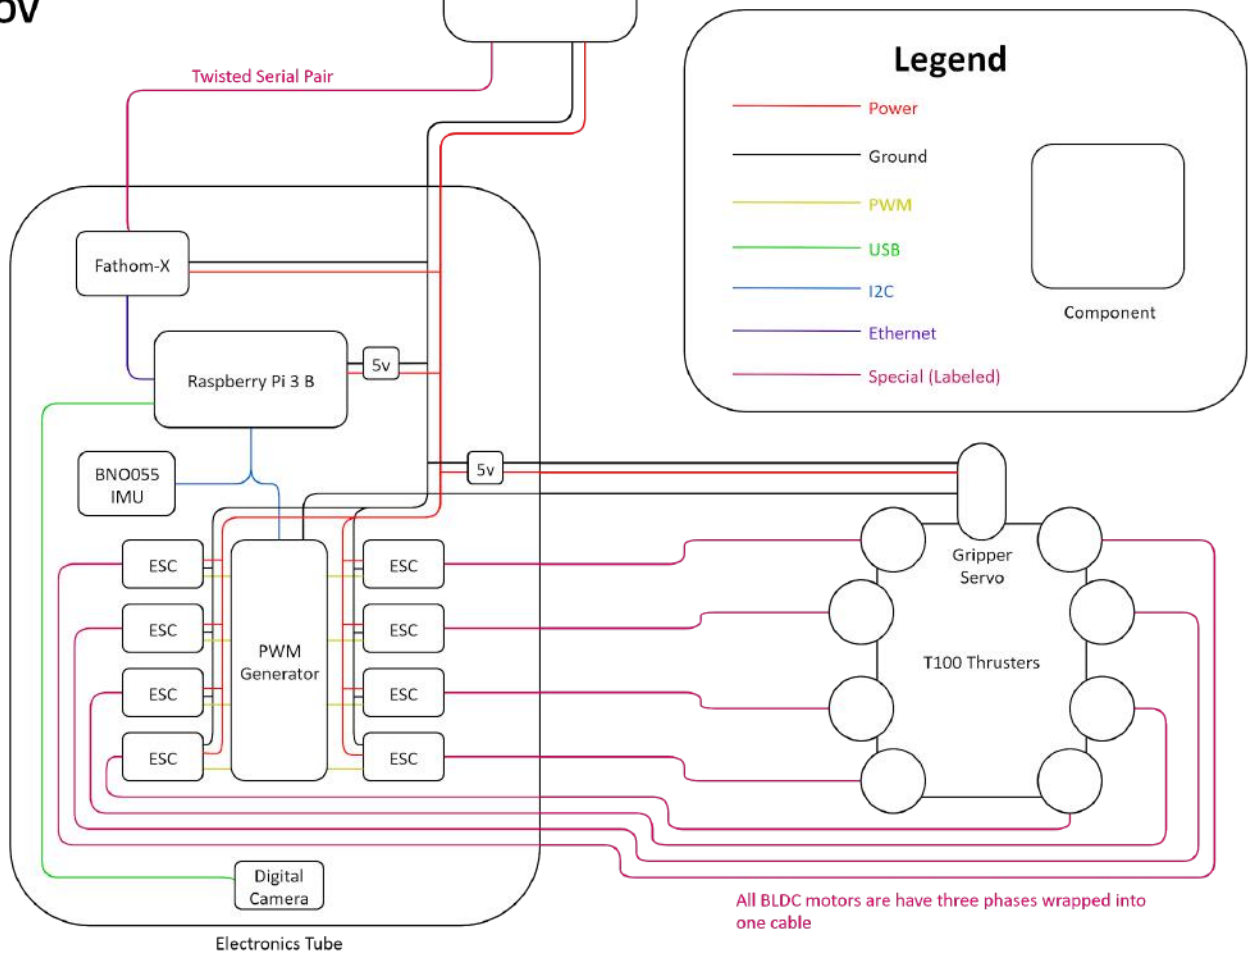 ov
Twisted Serial Pair
Legend
Power
Ground
PWM
USB
I2C
Ethernet
Special (Labeled)
Component
Fathom-X
Raspberry Pi 3 B
5v
BNO055
IMU
5v
ESC
ESC
ESC
ESC
PWM
Generator
ESC
ESC
ESC
ESC
Gripper
Servo
T100 Thrusters
Digital
Camera
All BLDC motors are have three phases wrapped into
one cable
Electronics Tube